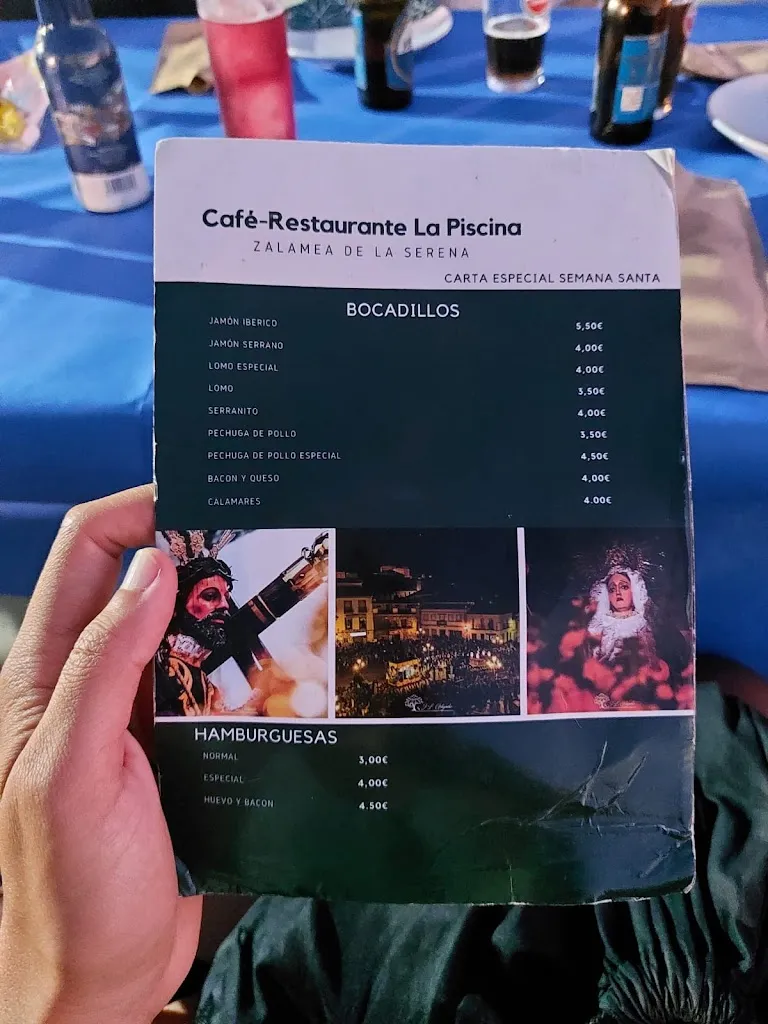 Café-Restaurante La Piscina
ZALAMEA DE LA SERENA
CARTA ESPECIAL SEMANA SANTA
BOCADILLOS
JAMÓN IBERICO 5,50€
JAMÓN SERRANO 4,00€
LOMO ESPECIAL 4,00€
LOMO 3,50€
SERRANITO 4,00€
PECHUGA DE POLLO 3,50€
PECHUGA DE POLLO ESPECIAL 4,50€
BACON Y QUESO 4,00€
CALAMARES 4.00€
HAMBURGUESAS
NORMAL 3,00€
ESPECIAL 4,00€
HUEVO Y BACON 4.50€